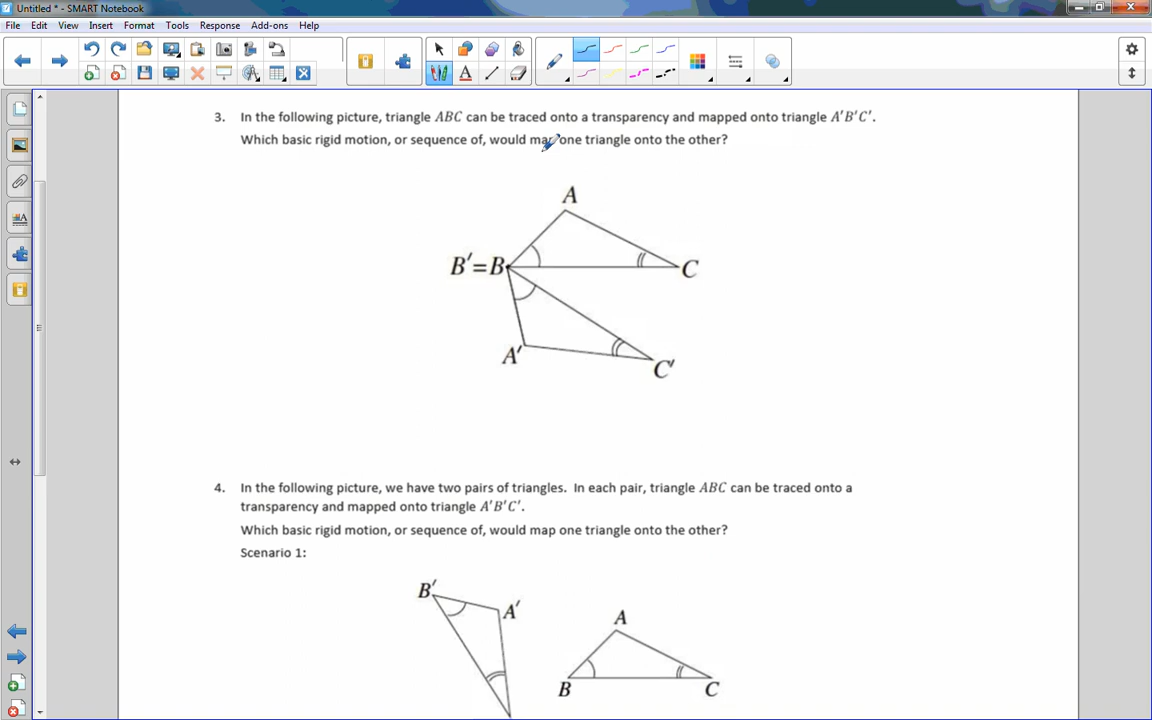 Untitled * - SMART Notebook
File Edit View Insert Format Tools Response Add-ons Help
3. In the following picture, triangle ABC can be traced onto a transparency and mapped onto triangle A′B′C′.
Which basic rigid motion, or sequence of, would map one triangle onto the other?
A
B′=B
C
A′
C′
4. In the following picture, we have two pairs of triangles. In each pair, triangle ABC can be traced onto a
transparency and mapped onto triangle A′B′C′.
Which basic rigid motion, or sequence of, would map one triangle onto the other?
Scenario 1:
B′
A′
A
B
C